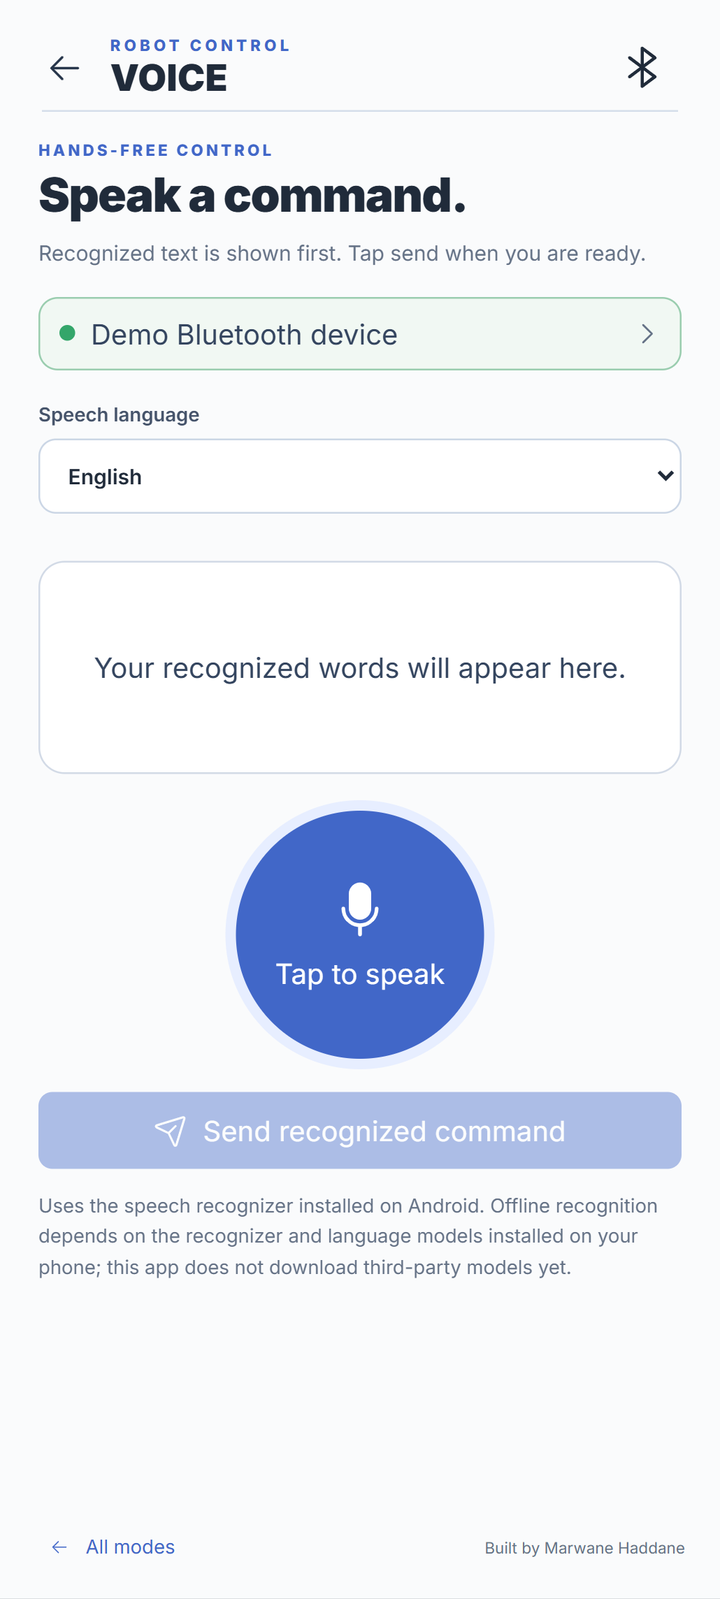 ROBOT CONTROL
VOICE
HANDS-FREE CONTROL
Speak a command.
Recognized text is shown first. Tap send when you are ready.
Demo Bluetooth device
Speech language
English
Your recognized words will appear here.
Tap to speak
Send recognized command
Uses the speech recognizer installed on Android. Offline recognition
depends on the recognizer and language models installed on your
phone; this app does not download third-party models yet.
All modes
Built by Marwane Haddane